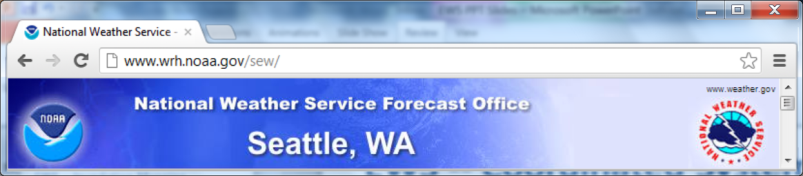 National Weather Service -
www.wrh.noaa.gov/sew/
www.weather.gov
National Weather Service Forecast Office
Seattle, WA
NOAA
NATIONAL WEATHER SERVICE